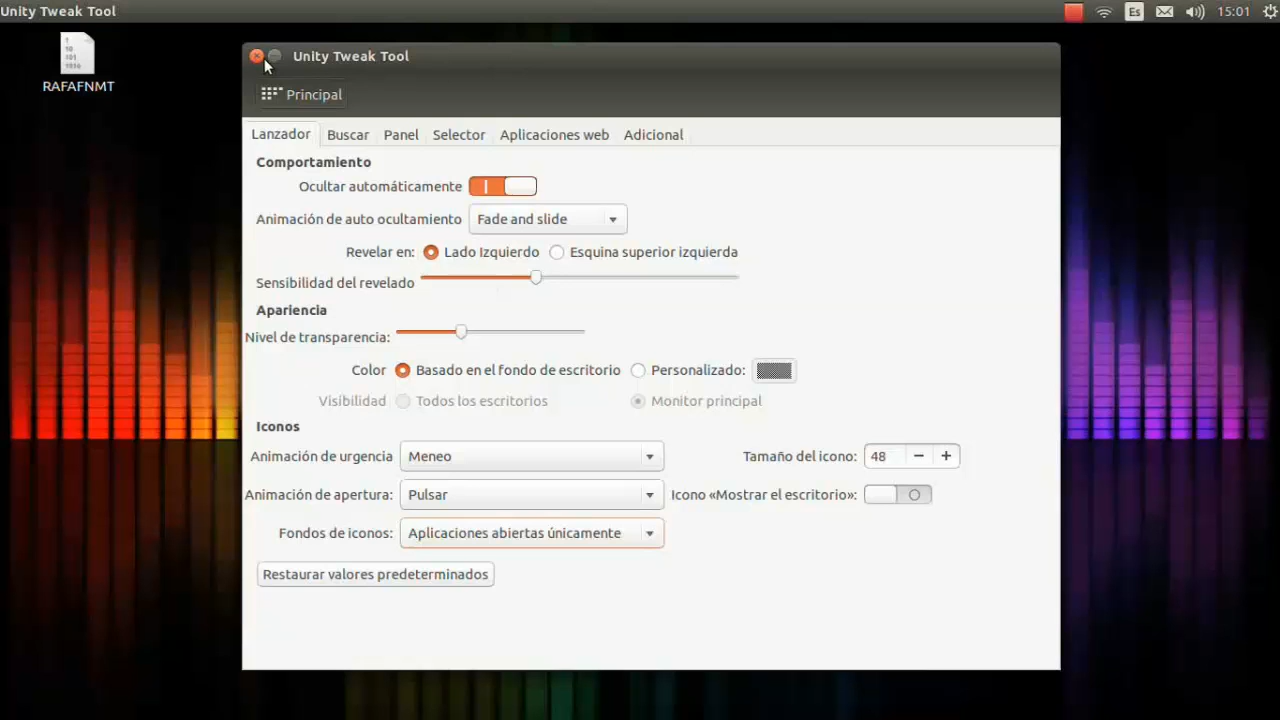 Unity Tweak Tool Es 15:01
1
10
101
1010
RAFAFNMT
Unity Tweak Tool
Principal
Lanzador Buscar Panel Selector Aplicaciones web Adicional
Comportamiento
Ocultar automáticamente
Animación de auto ocultamiento Fade and slide
Revelar en: Lado Izquierdo Esquina superior izquierda
Sensibilidad del revelado
Apariencia
Nivel de transparencia:
Color Basado en el fondo de escritorio Personalizado:
Visibilidad Todos los escritorios Monitor principal
Iconos
Animación de urgencia Meneo Tamaño del icono: 48 − +
Animación de apertura: Pulsar Icono «Mostrar el escritorio»:
Fondos de iconos: Aplicaciones abiertas únicamente
Restaurar valores predeterminados